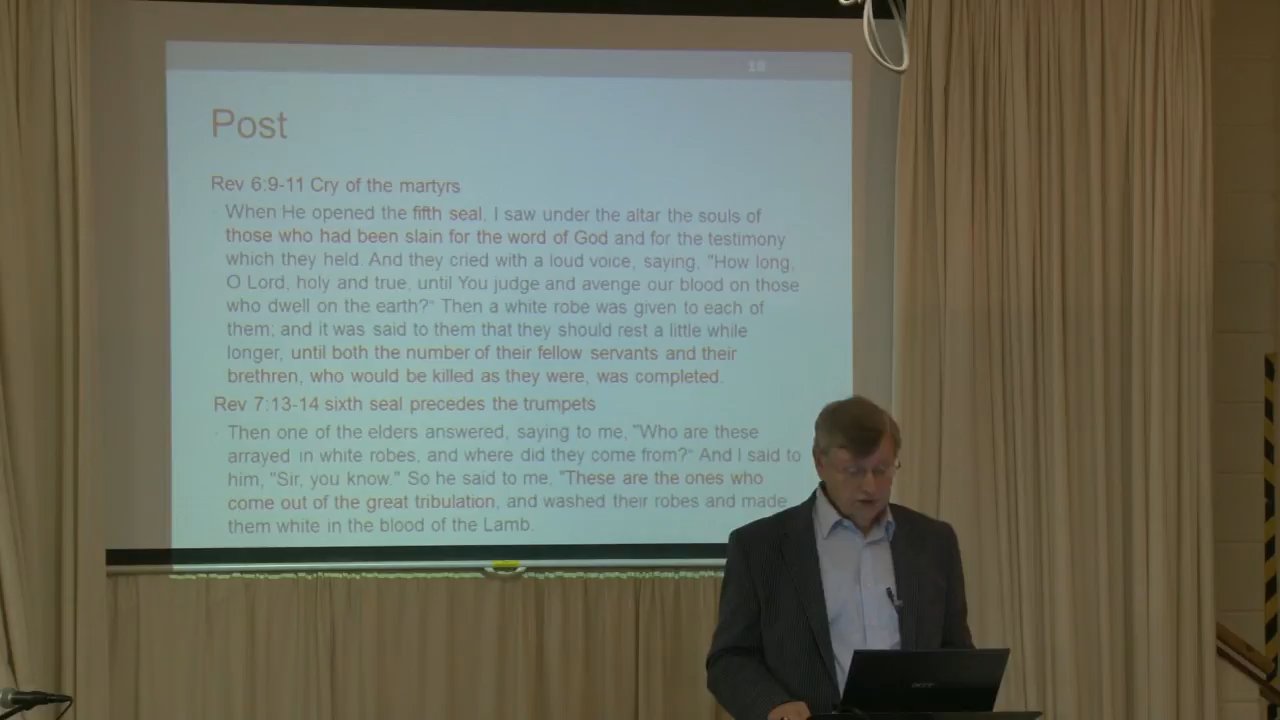 18
Post
Rev 6:9-11 Cry of the martyrs
When He opened the fifth seal, I saw under the altar the souls of
those who had been slain for the word of God and for the testimony
which they held. And they cried with a loud voice, saying, "How long,
O Lord, holy and true, until You judge and avenge our blood on those
who dwell on the earth?" Then a white robe was given to each of
them; and it was said to them that they should rest a little while
longer, until both the number of their fellow servants and their
brethren, who would be killed as they were, was completed.
Rev 7:13-14 sixth seal precedes the trumpets
Then one of the elders answered, saying to me, "Who are these
arrayed in white robes, and where did they come from?" And I said to
him, "Sir, you know." So he said to me, "These are the ones who
come out of the great tribulation, and washed their robes and made
them white in the blood of the Lamb.
acer